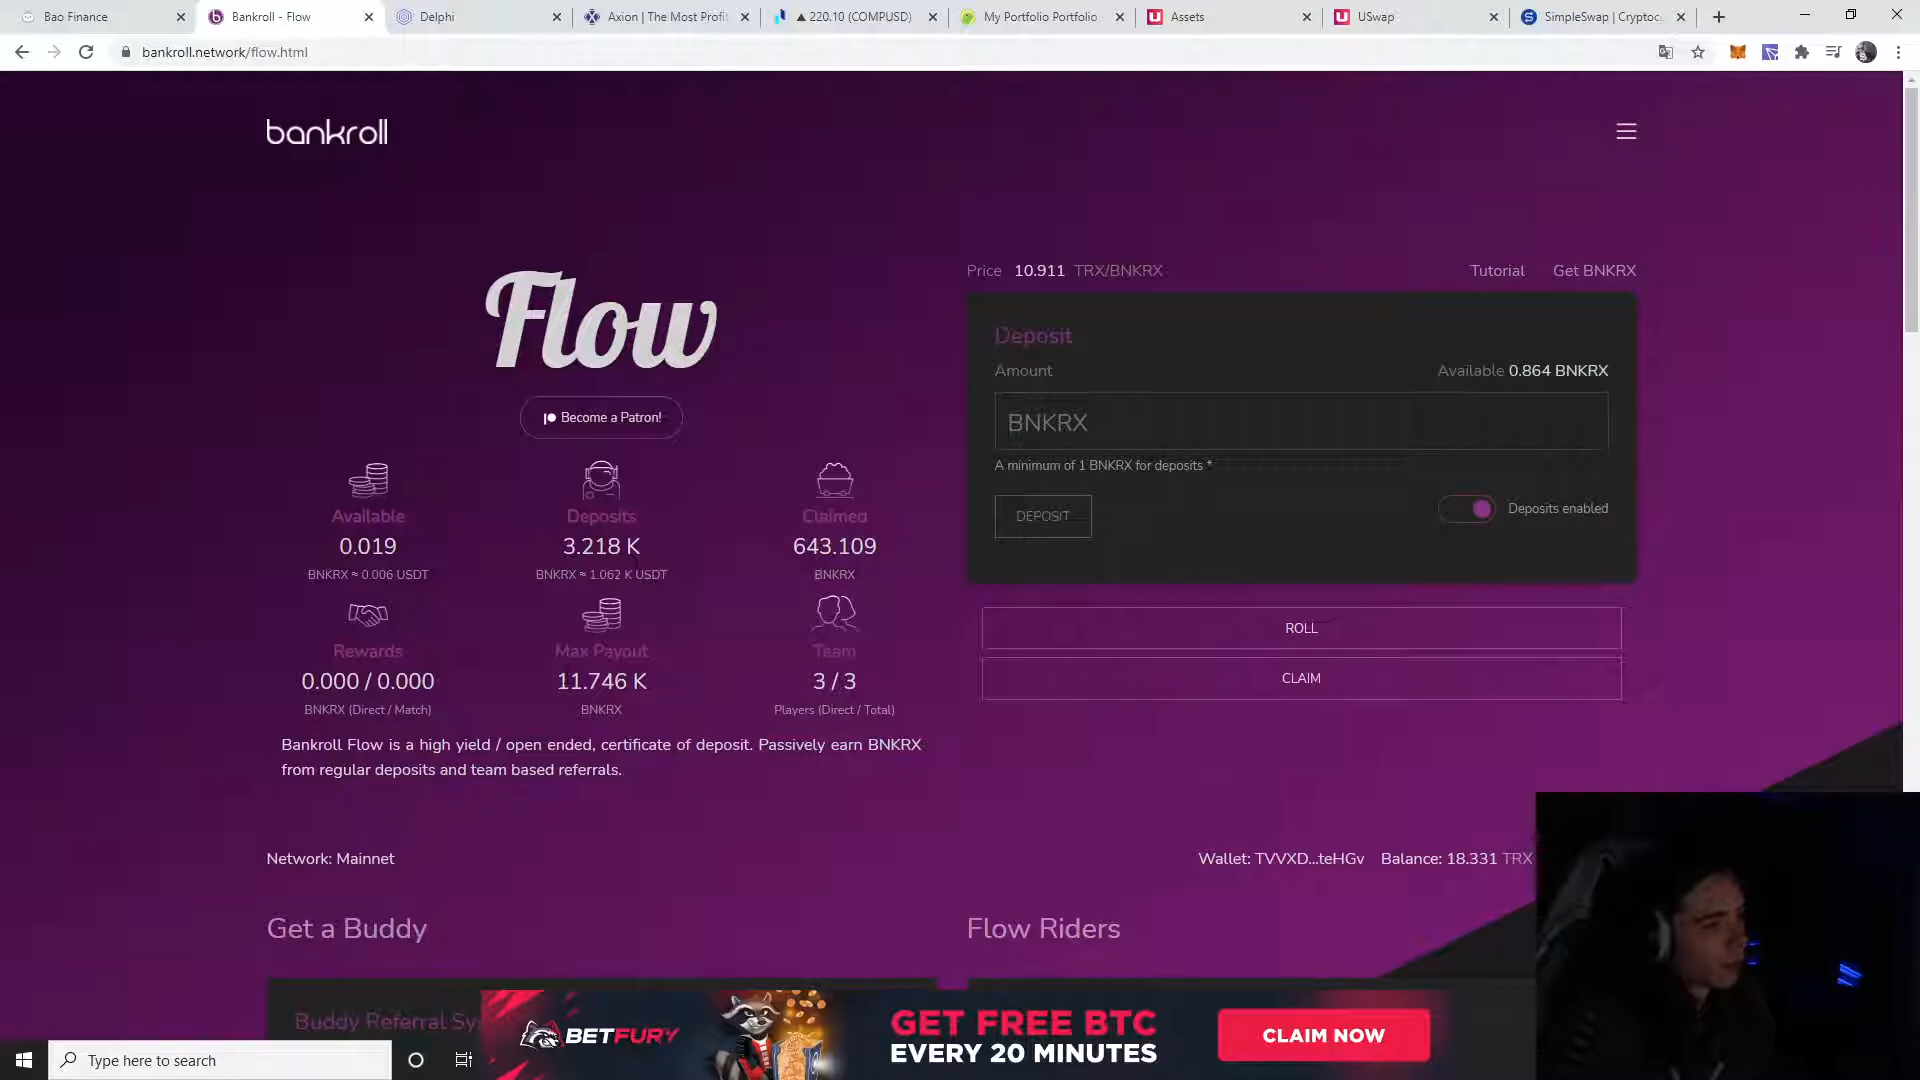 Bao Finance
Bankroll - Flow
Delphi
Axion | The Most Profit
▲ 220.10 (COMPUSD)
My Portfolio Portfolio
Assets
USwap
SimpleSwap | Cryptocu
bankroll.network/flow.html
bankroll
Flow
Become a Patron!
Available
0.019
BNKRX ≈ 0.006 USDT
Deposits
3.218 K
BNKRX ≈ 1.062 K USDT
Claimed
643.109
BNKRX
Rewards
0.000 / 0.000
BNKRX (Direct / Match)
Max Payout
11.746 K
BNKRX
Team
3 / 3
Players (Direct / Total)
Bankroll Flow is a high yield / open ended, certificate of deposit. Passively earn BNKRX
from regular deposits and team based referrals.
Price 10.911 TRX/BNKRX
Tutorial
Get BNKRX
Deposit
Amount
Available 0.864 BNKRX
BNKRX
A minimum of 1 BNKRX for deposits *
DEPOSIT
Deposits enabled
ROLL
CLAIM
Network: Mainnet
Wallet: TVVXD...teHGv Balance: 18.331 TRX
Get a Buddy
Flow Riders
Buddy Referral Sy
BETFURY
GET FREE BTC
EVERY 20 MINUTES
CLAIM NOW
Type here to search